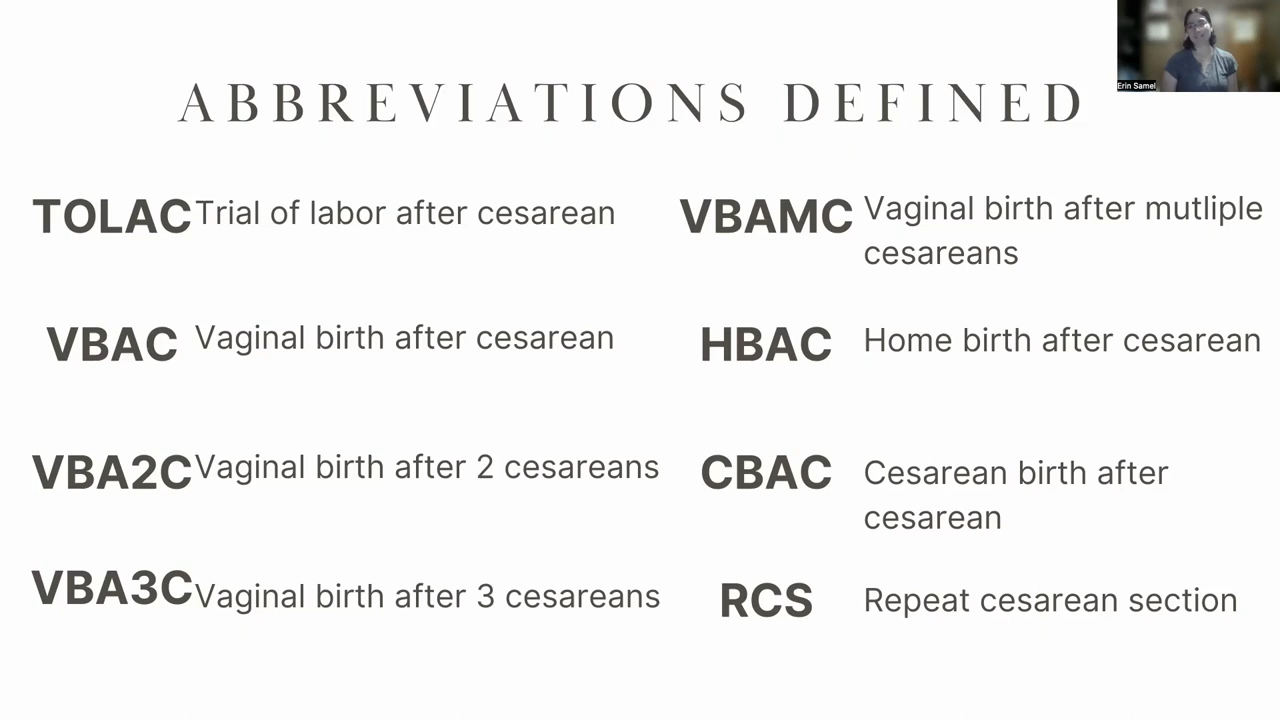 Erin Samel
ABBREVIATIONS DEFINED
TOLAC Trial of labor after cesarean
VBAC Vaginal birth after cesarean
VBA2C Vaginal birth after 2 cesareans
VBA3C Vaginal birth after 3 cesareans
VBAMC Vaginal birth after mutliple
cesareans
HBAC Home birth after cesarean
CBAC Cesarean birth after
cesarean
RCS Repeat cesarean section